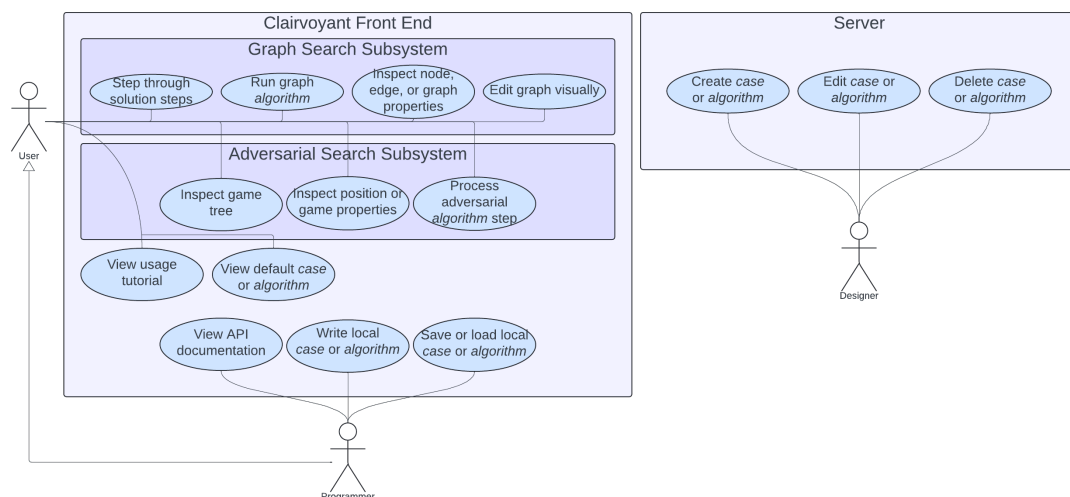 Clairvoyant Front End
Server
Graph Search Subsystem
Step through
solution steps
Run graph
algorithm
Inspect node,
edge, or graph
properties
Edit graph visually
Create case
or algorithm
Edit case or
algorithm
Delete case
or algorithm
User
Adversarial Search Subsystem
Inspect game
tree
Inspect position or
game properties
Process
adversarial
algorithm step
View usage
tutorial
View default case
or algorithm
Designer
View API
documentation
Write local
case or algorithm
Save or load local
case or algorithm
Programmer